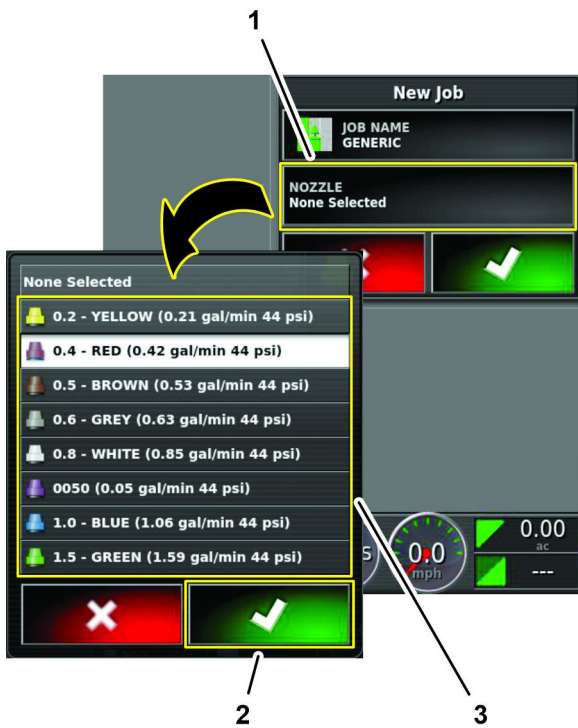 1
New Job
JOB NAME
GENERIC
NOZZLE
None Selected
None Selected
0.2 - YELLOW (0.21 gal/min 44 psi)
0.4 - RED (0.42 gal/min 44 psi)
0.5 - BROWN (0.53 gal/min 44 psi)
0.6 - GREY (0.63 gal/min 44 psi)
0.8 - WHITE (0.85 gal/min 44 psi)
0050 (0.05 gal/min 44 psi)
1.0 - BLUE (1.06 gal/min 44 psi)
1.5 - GREEN (1.59 gal/min 44 psi)
0.0
mph
0.00
ac
---
2
3